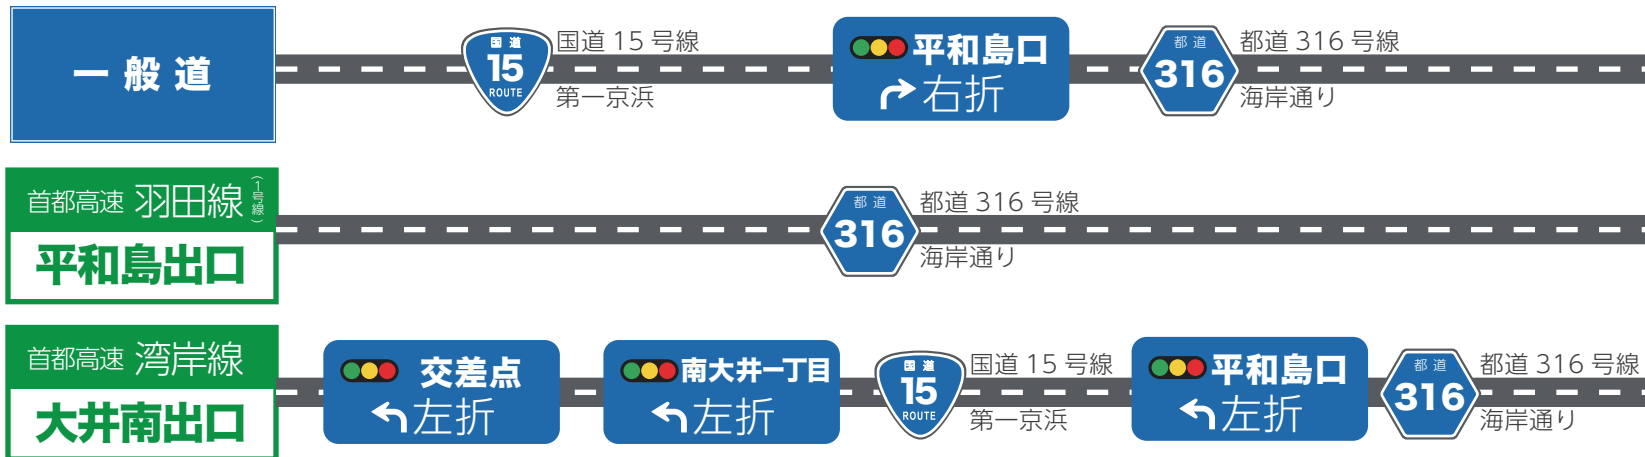 一般道
国道
15
ROUTE
国道 15 号線
第一京浜
平和島口
右折
都道
316
都道 316 号線
海岸通り
首都高速 羽田線(1号線)
平和島出口
都道
316
都道 316 号線
海岸通り
首都高速 湾岸線
大井南出口
交差点
左折
南大井一丁目
左折
国道
15
ROUTE
国道 15 号線
第一京浜
平和島口
左折
都道
316
都道 316 号線
海岸通り